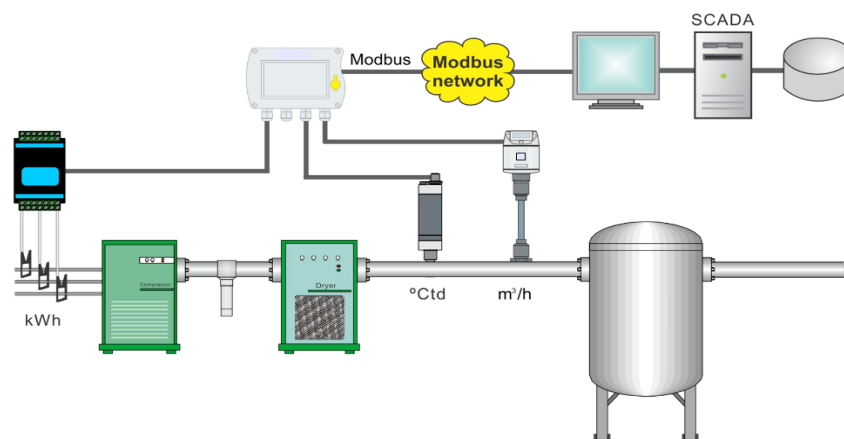 SCADA
Modbus
Modbus
network
Compressor
Dryer
kWh
ºCtd
m³/h